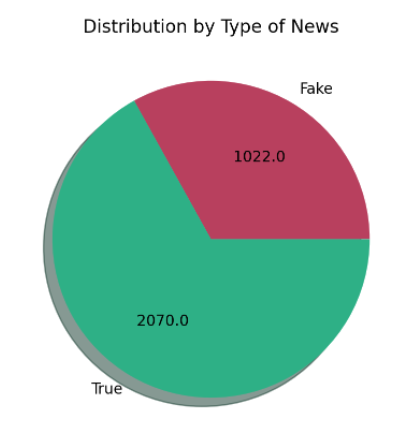 Distribution by Type of News
Fake
1022.0
2070.0
True